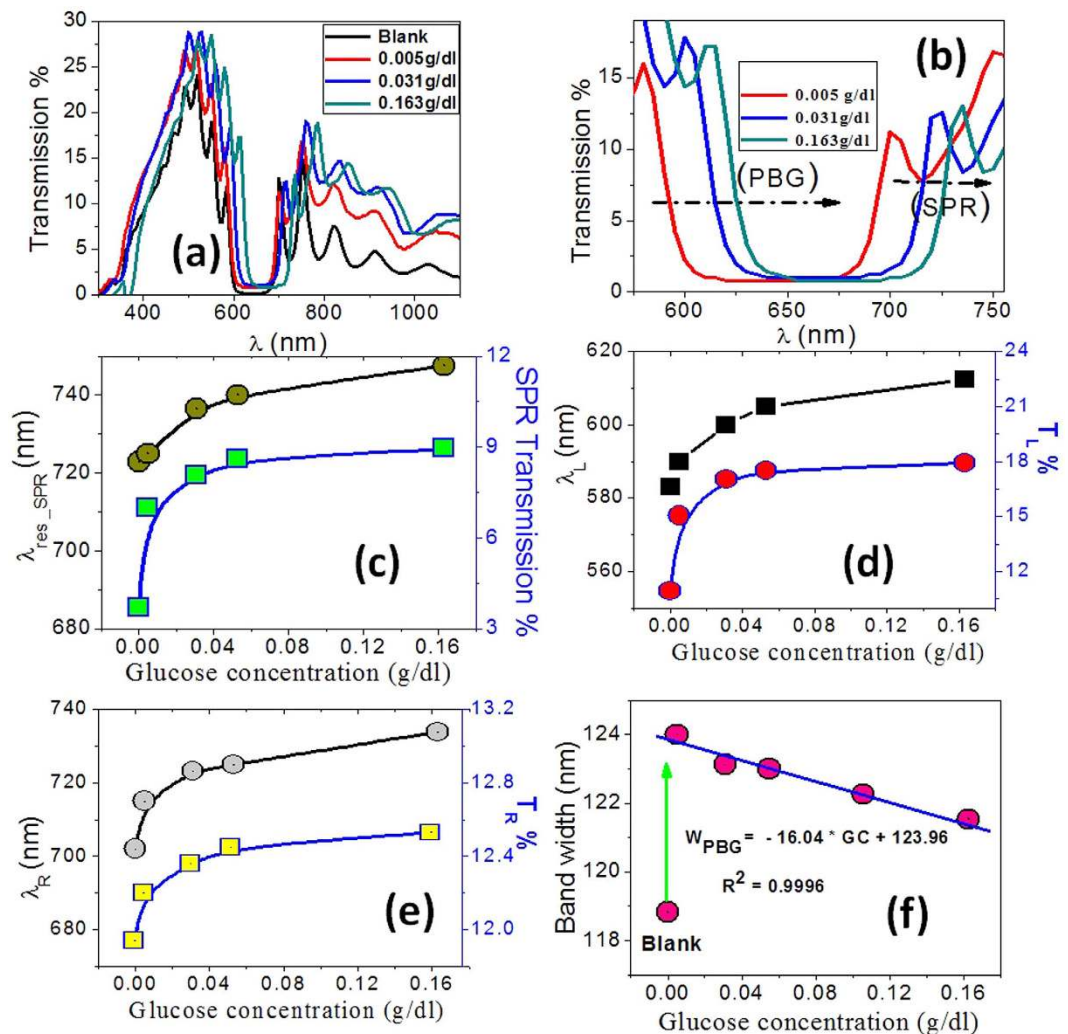 30
25
20
15
10
5
0
Transmission %
Blank
0.005g/dl
0.031g/dl
0.163g/dl
(a)
400 600 800 1000
λ (nm)
15
10
5
0
Transmission %
(b)
0.005 g/dl
0.031g/dl
0.163g/dl
(PBG)
(SPR)
600 650 700 750
λ (nm)
740
720
700
680
λres_SPR (nm)
12
9
6
3
SPR Transmission %
(c)
0.00 0.04 0.08 0.12 0.16
Glucose concentration (g/dl)
620
600
580
560
λL (nm)
24
21
18
15
12
TL %
(d)
0.00 0.04 0.08 0.12 0.16
Glucose concentration (g/dl)
740
720
700
680
λR (nm)
13.2
12.8
12.4
12.0
TR %
(e)
0.00 0.04 0.08 0.12 0.16
Glucose concentration (g/dl)
124
122
120
118
Band width (nm)
WPBG = - 16.04 * GC + 123.96
R² = 0.9996
Blank
(f)
0.00 0.04 0.08 0.12 0.16
Glucose concentration (g/dl)